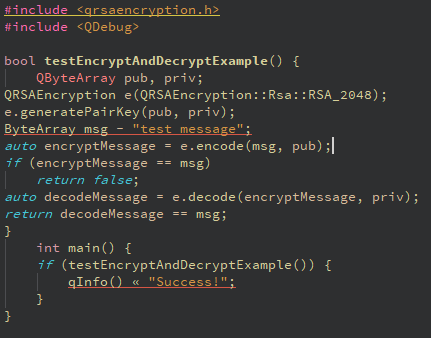 #include <qrsaencryption.h>
#include <QDebug>
bool testEncryptAndDecryptExample() {
QByteArray pub, priv;
QRSAEncryption e(QRSAEncryption::Rsa::RSA_2048);
e.generatePairKey(pub, priv);
ByteArray msg - "test message";
auto encryptMessage = e.encode(msg, pub);
if (encryptMessage == msg)
return false;
auto decodeMessage = e.decode(encryptMessage, priv);
return decodeMessage == msg;
}
int main() {
if (testEncryptAndDecryptExample()) {
qInfo() « "Success!";
}
}